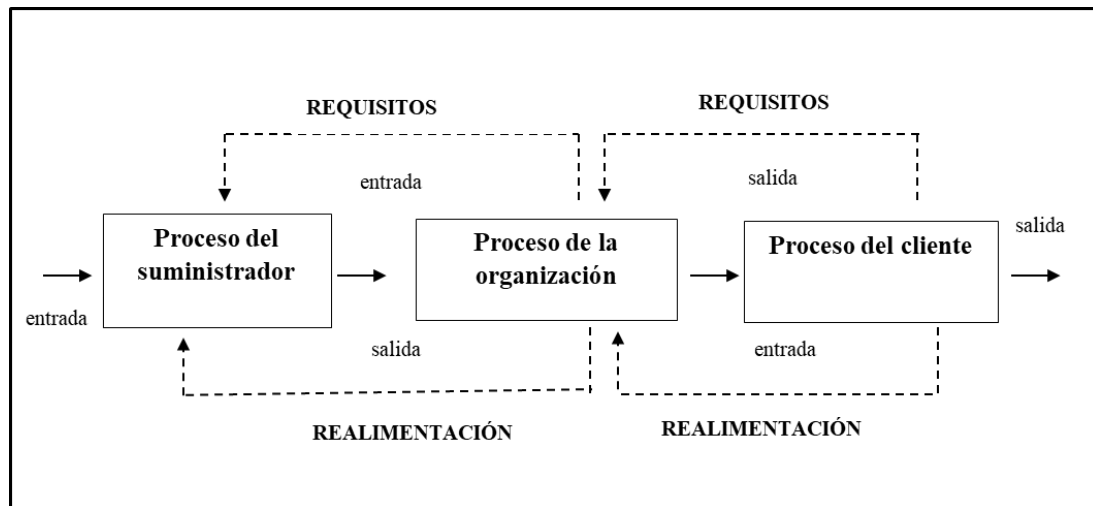 REQUISITOS
REQUISITOS
entrada
salida
Proceso del
suministrador
Proceso de la
organización
Proceso del cliente
salida
entrada
salida
entrada
REALIMENTACIÓN
REALIMENTACIÓN